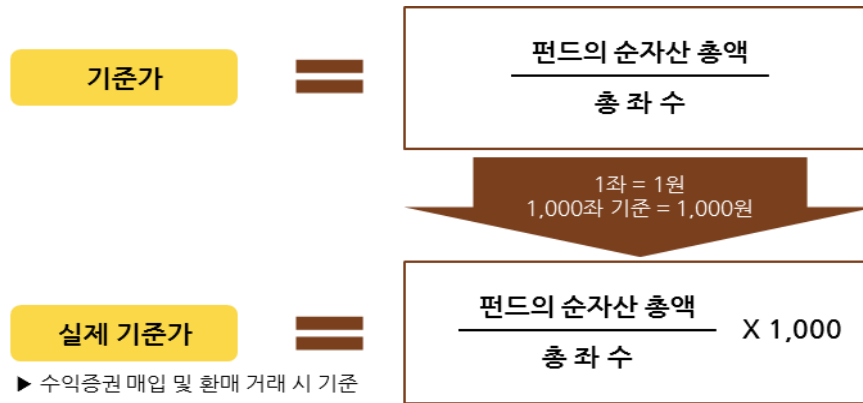 기준가
펀드의 순자산 총액
총 좌 수
1좌 = 1원
1,000좌 기준 = 1,000원
실제 기준가
펀드의 순자산 총액
총 좌 수
X 1,000
▶ 수익증권 매입 및 환매 거래 시 기준